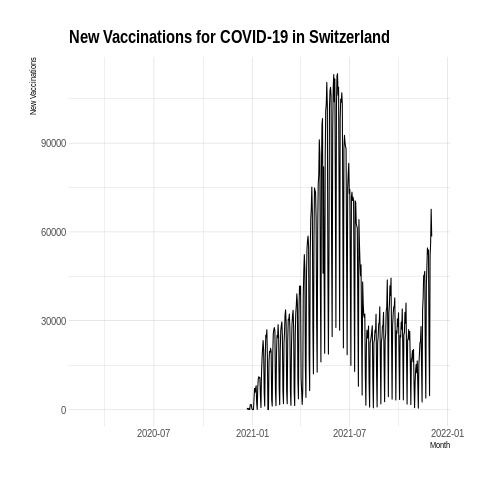 New Vaccinations for COVID-19 in Switzerland
New Vaccinations
90000
60000
30000
0
2020-07 2021-01 2021-07 2022-01
Month